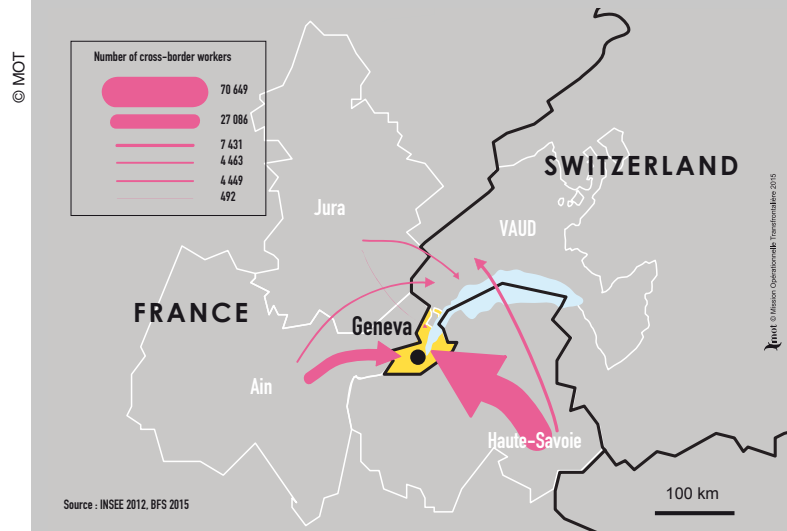 © MOT
Number of cross-border workers
70 649
27 086
7 431
4 463
4 449
492
SWITZERLAND
Jura
VAUD
FRANCE
Geneva
Ain
Haute-Savoie
Source : INSEE 2012, BFS 2015
100 km
mot © Mission Opérationnelle Transfrontalière 2015